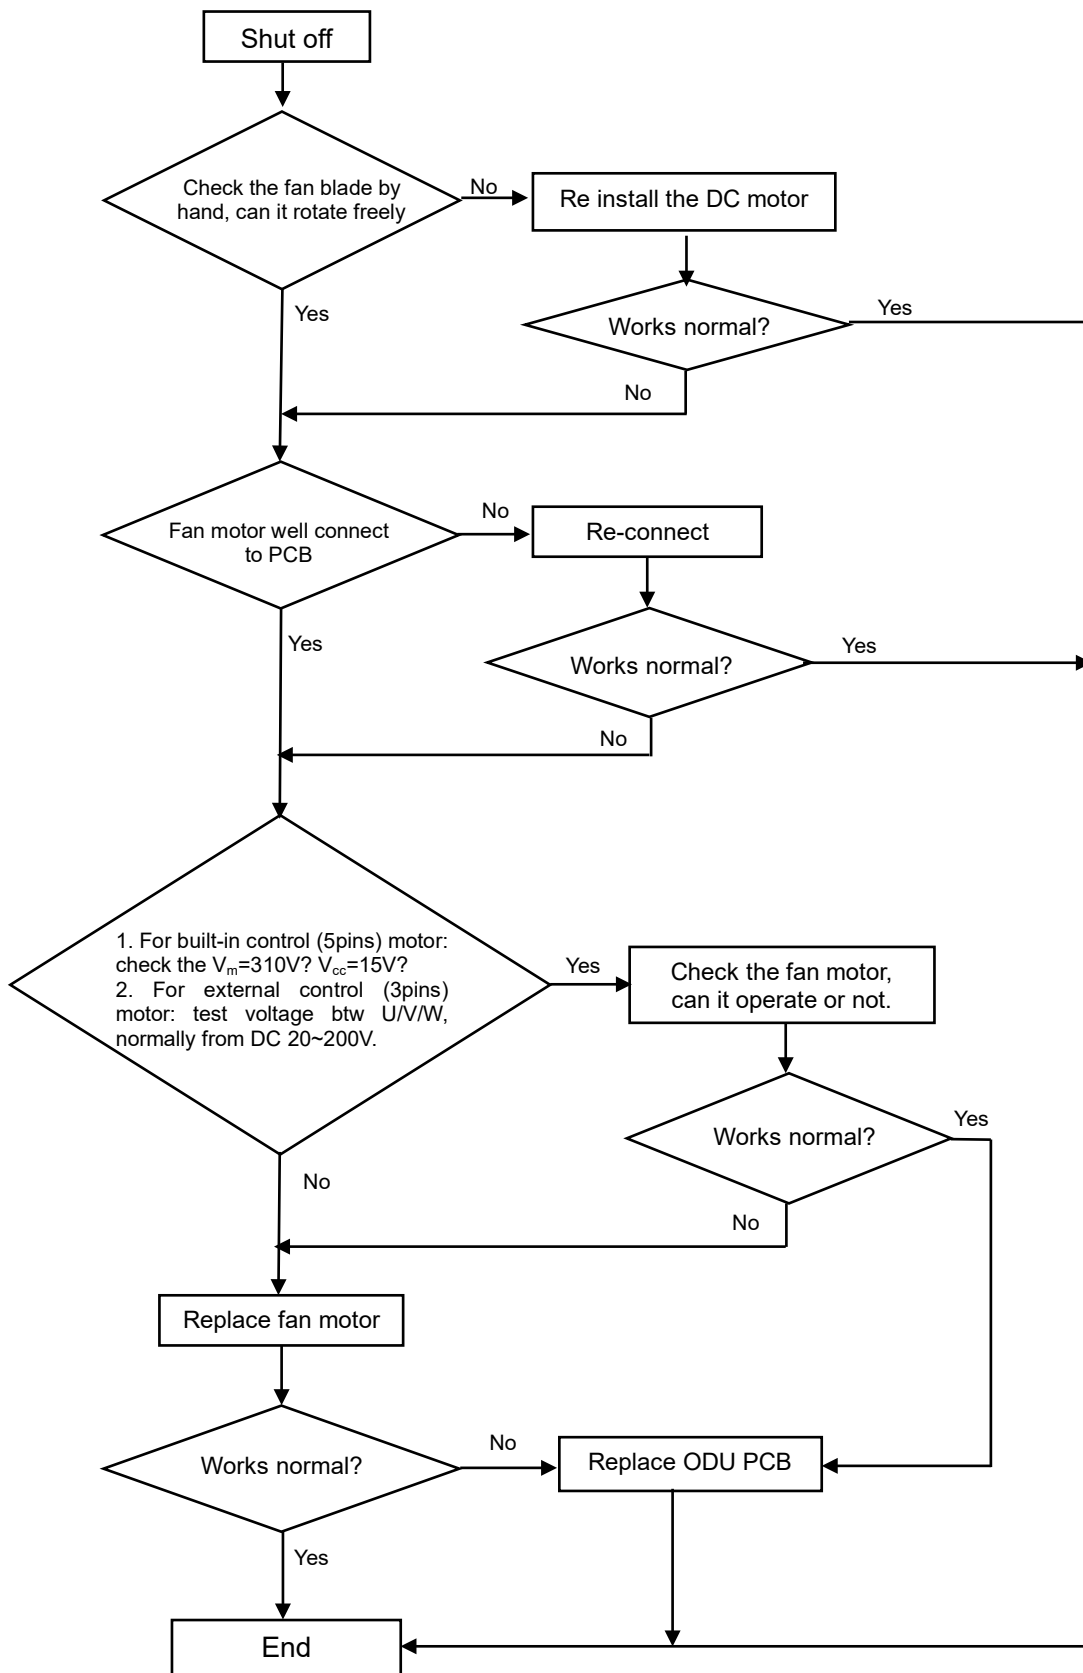 Shut off
Check the fan blade by
hand, can it rotate freely
No
Re install the DC motor
Yes
Works normal?
Yes
No
Fan motor well connect
to PCB
No
Re-connect
Yes
Works normal?
Yes
No
1. For built-in control (5pins) motor:
check the Vm=310V? Vcc=15V?
2. For external control (3pins)
motor: test voltage btw U/V/W,
normally from DC 20~200V.
Yes
Check the fan motor,
can it operate or not.
Works normal?
Yes
No
No
Replace fan motor
Works normal?
No
Replace ODU PCB
Yes
End